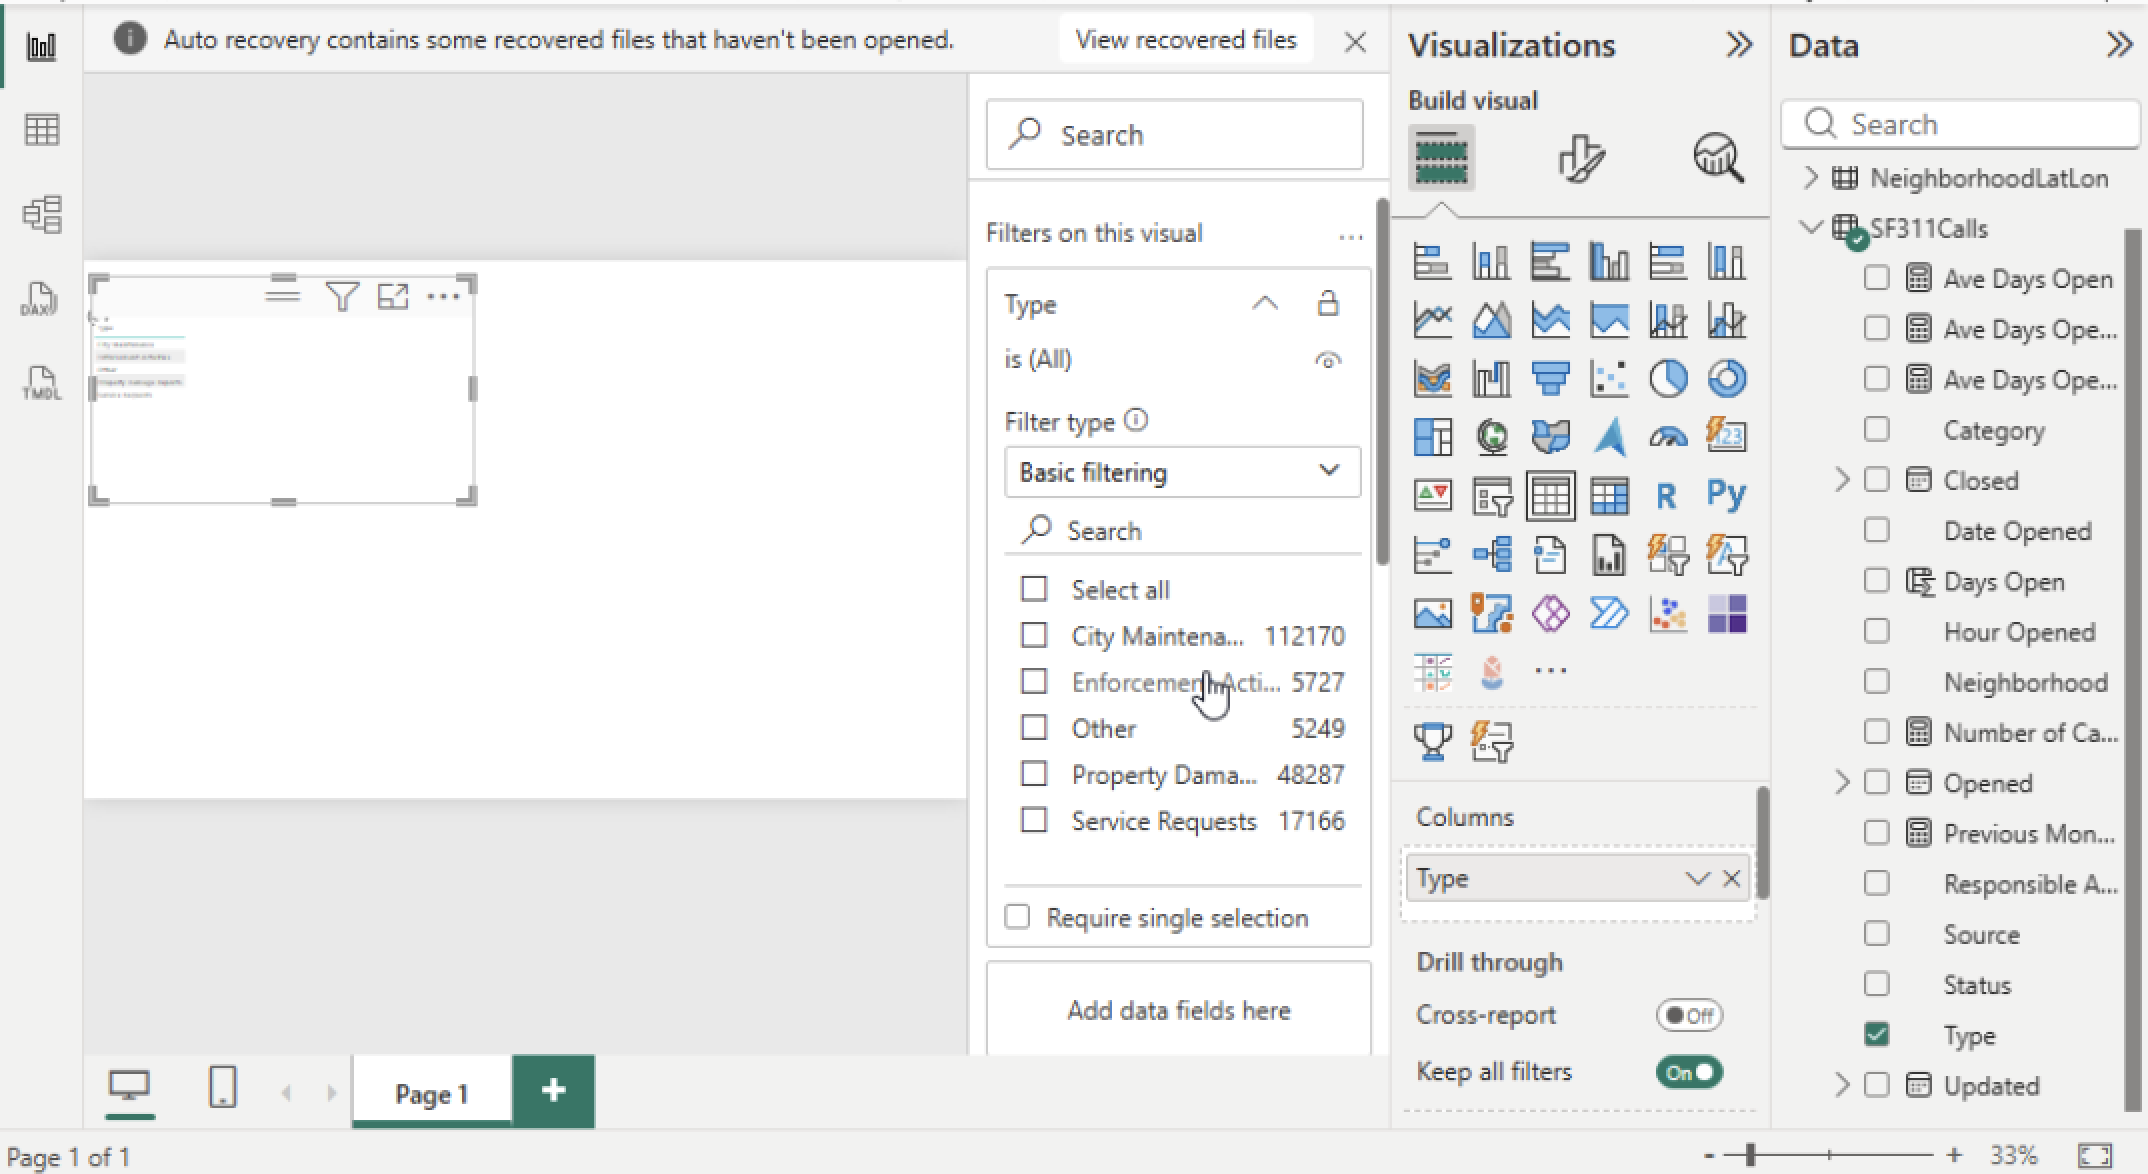 Auto recovery contains some recovered files that haven't been opened.
View recovered files
DAX
TMDL
Type
City Maintenance
Other
Search
Filters on this visual
Type
is (All)
Filter type
Basic filtering
Search
Select all
City Maintena... 112170
Enforcement Acti... 5727
Other 5249
Property Dama... 48287
Service Requests 17166
Require single selection
Add data fields here
Visualizations
Build visual
123
R
Py
Columns
Type
Drill through
Cross-report
Off
Keep all filters
On
Data
Search
NeighborhoodLatLon
SF311Calls
Ave Days Open
Ave Days Ope...
Ave Days Ope...
Category
Closed
Date Opened
Days Open
Hour Opened
Neighborhood
Number of Ca...
Opened
Previous Mon...
Responsible A...
Source
Status
Type
Updated
Page 1
Page 1 of 1
- + 33%